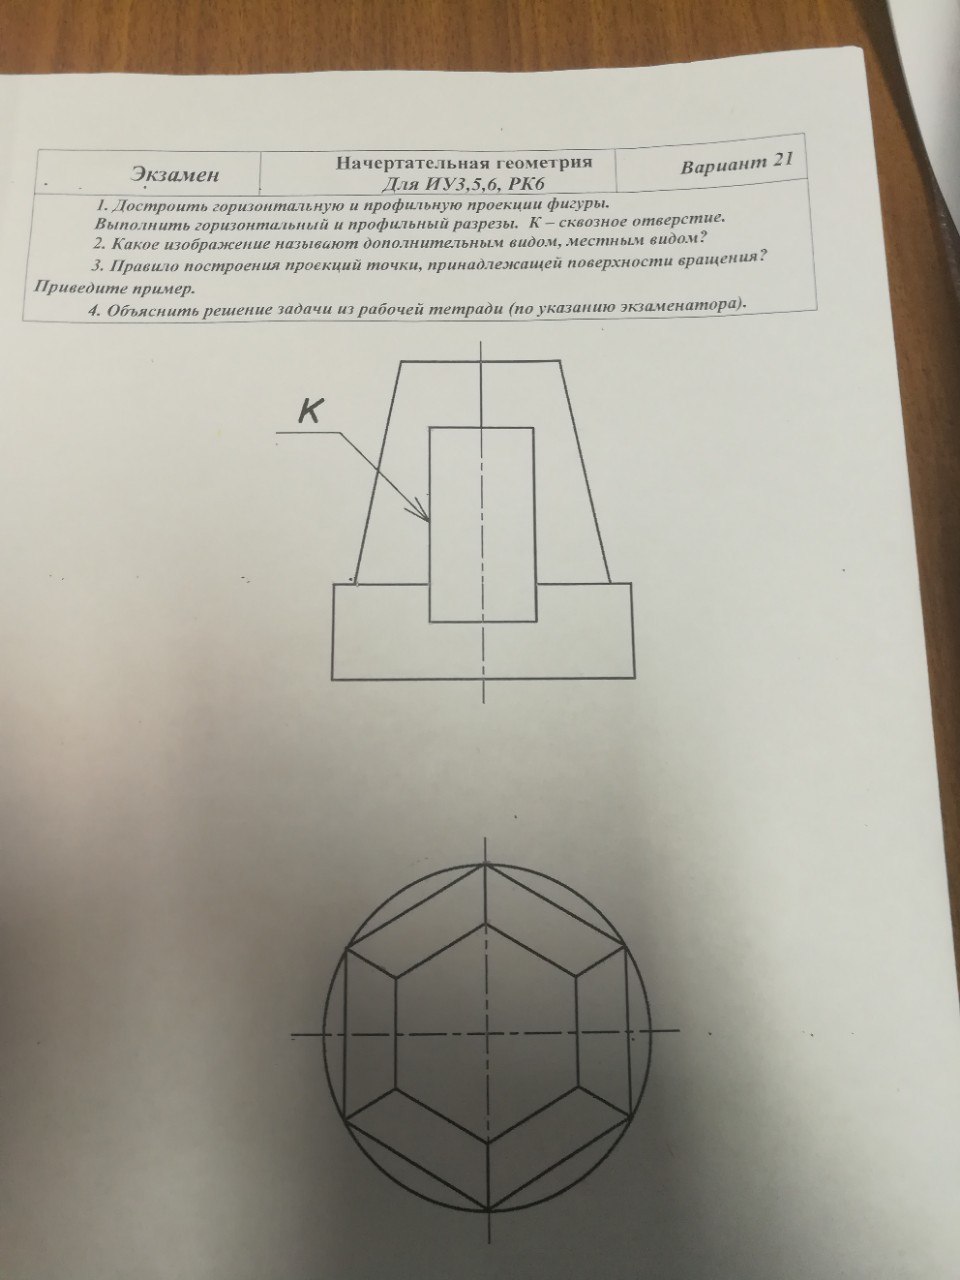 Экзамен
Начертательная геометрия
Для ИУ3,5,6, РК6
Вариант 21
1. Достроить горизонтальную и профильную проекции фигуры.
Выполнить горизонтальный и профильный разрезы. К – сквозное отверстие.
2. Какое изображение называют дополнительным видом, местным видом?
3. Правило построения проекций точки, принадлежащей поверхности вращения?
Приведите пример.
4. Объяснить решение задачи из рабочей тетради (по указанию экзаменатора).
К